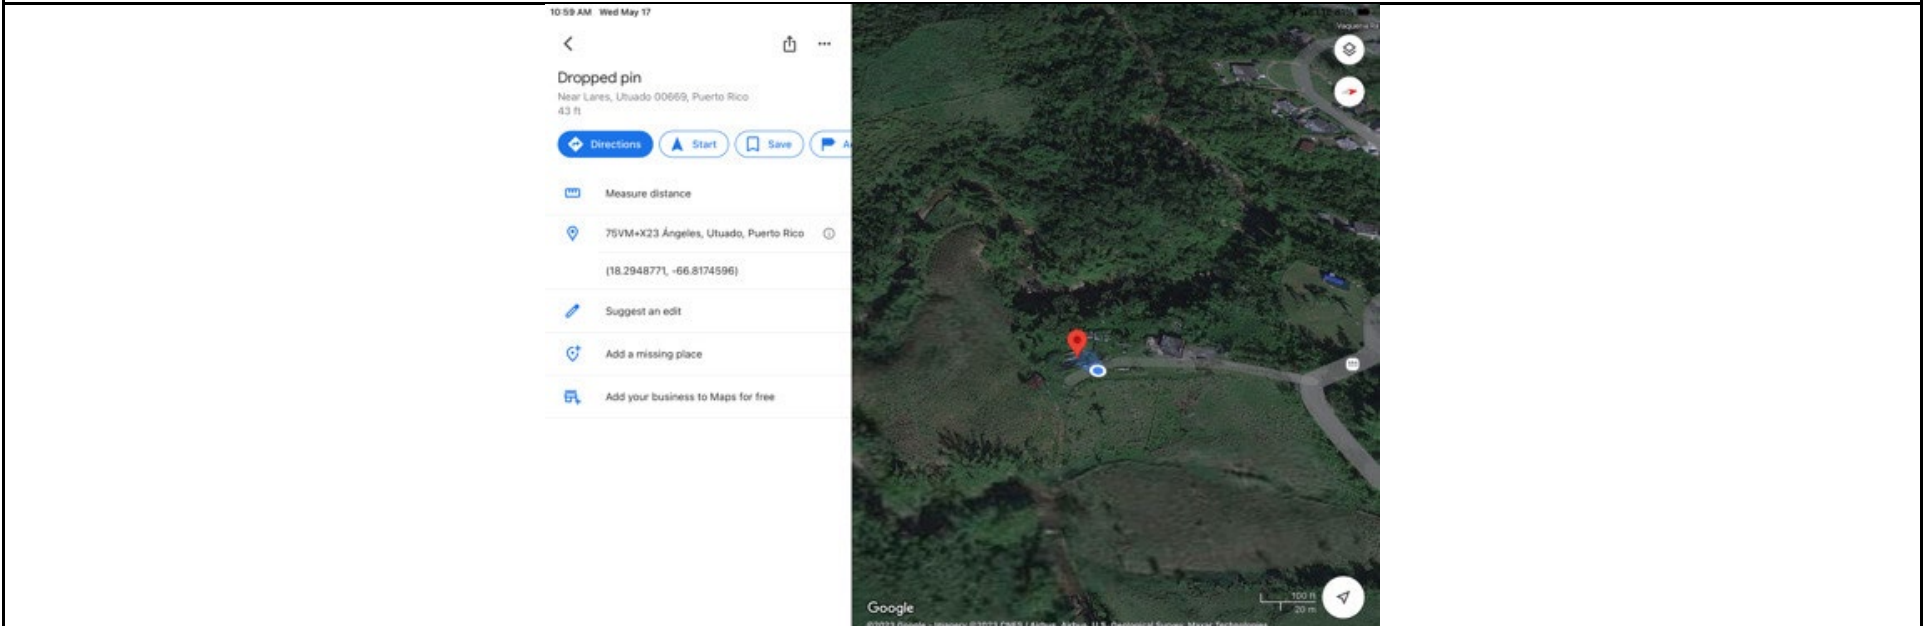 10:59 AM Wed May 17
Dropped pin
Near Lares, Utuado 00669, Puerto Rico
43 ft
Directions
Start
Save
Measure distance
75VM+X23 Ángeles, Utuado, Puerto Rico
(18.2948771, -66.8174596)
Suggest an edit
Add a missing place
Add your business to Maps for free
100 ft
20 m
Google